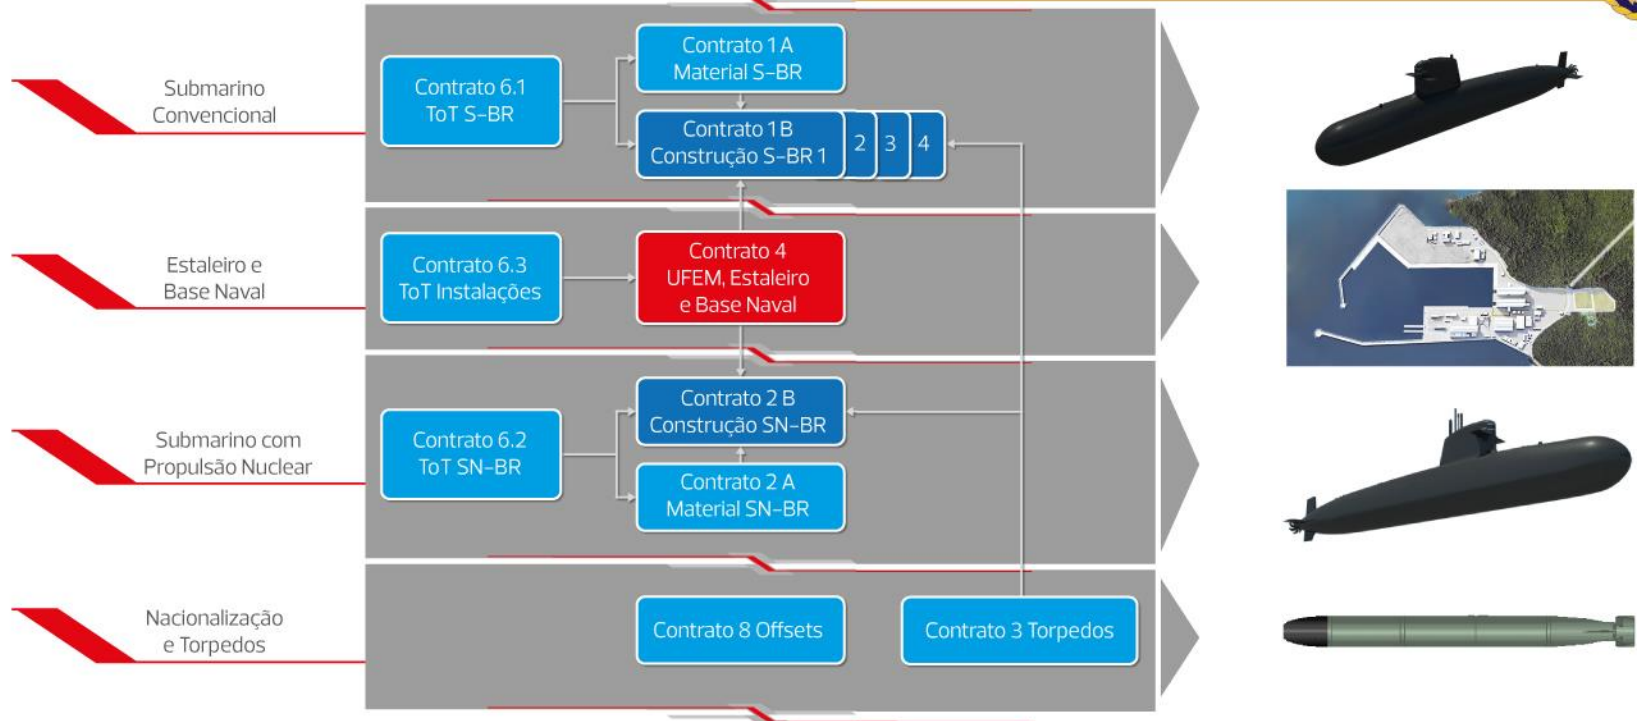 Submarino
Convencional
Contrato 6.1
ToT S-BR
Contrato 1 A
Material S-BR
Contrato 1 B
Construção S-BR 1
2
3
4
Estaleiro e
Base Naval
Contrato 6.3
ToT Instalações
Contrato 4
UFEM, Estaleiro
e Base Naval
Submarino com
Propulsão Nuclear
Contrato 6.2
ToT SN-BR
Contrato 2 B
Construção SN-BR
Contrato 2 A
Material SN-BR
Nacionalização
e Torpedos
Contrato 8 Offsets
Contrato 3 Torpedos